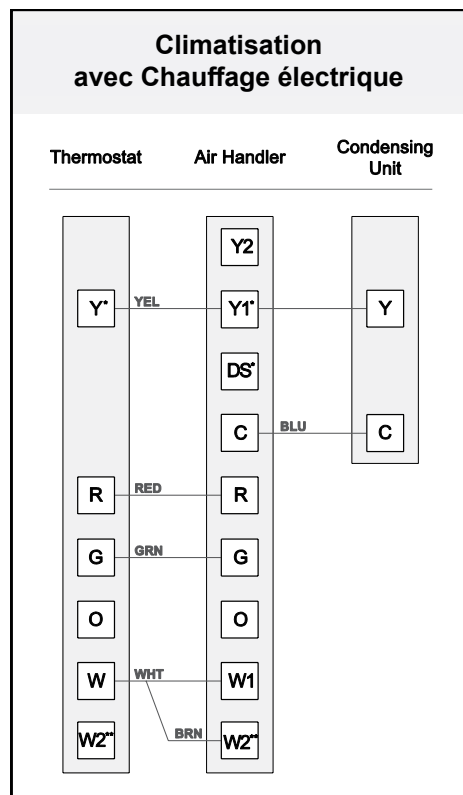 Climatisation
avec Chauffage électrique
Thermostat Air Handler Condensing Unit
Y2
Y* YEL Y1* Y
DS*
C BLU C
R RED R
G GRN G
O O
W WHT W1
W2** BRN W2**